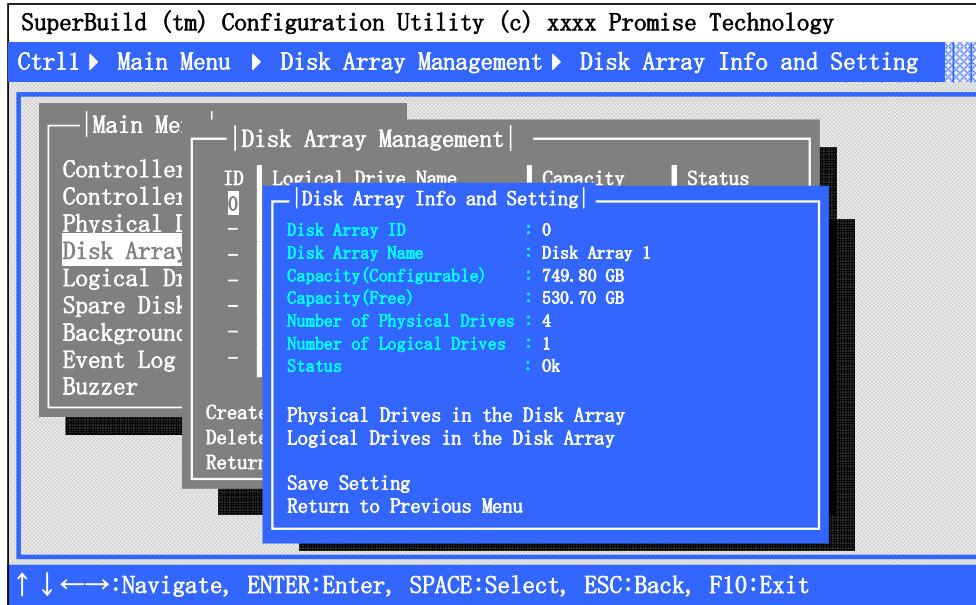 SuperBuild (tm) Configuration Utility (c) xxxx Promise Technology
Ctrl1 Main Menu Disk Array Management Disk Array Info and Setting
Main Me
Controller
Controller
Physical
Disk Array
Logical
Spare Disk
Background
Event Log
Buzzer
Disk Array Management
ID Logical Drive Name Capacity Status
0
-
-
-
-
-
Create
Delete
Return
Disk Array Info and Setting
Disk Array ID : 0
Disk Array Name : Disk Array 1
Capacity(Configurable) : 749.80 GB
Capacity(Free) : 530.70 GB
Number of Physical Drives : 4
Number of Logical Drives : 1
Status : Ok
Physical Drives in the Disk Array
Logical Drives in the Disk Array
Save Setting
Return to Previous Menu
↑↓←→:Navigate, ENTER:Enter, SPACE:Select, ESC:Back, F10:Exit